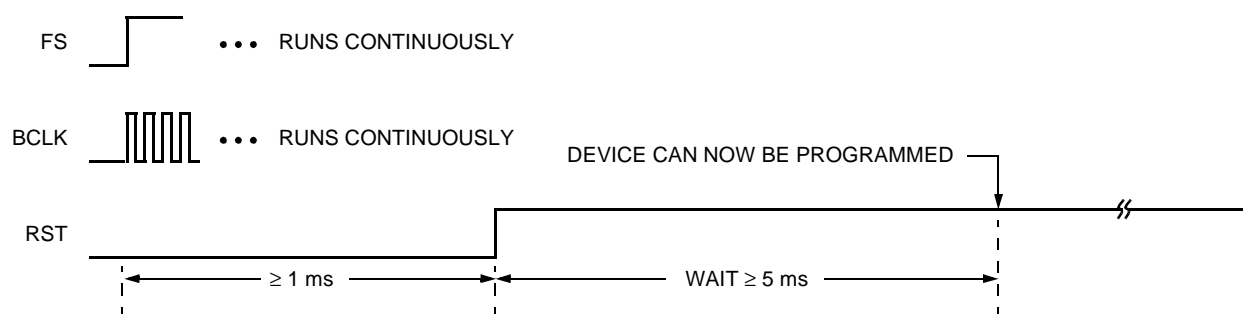 FS
••• RUNS CONTINUOUSLY
BCLK
••• RUNS CONTINUOUSLY
DEVICE CAN NOW BE PROGRAMMED
RST
≥ 1 ms
WAIT ≥ 5 ms